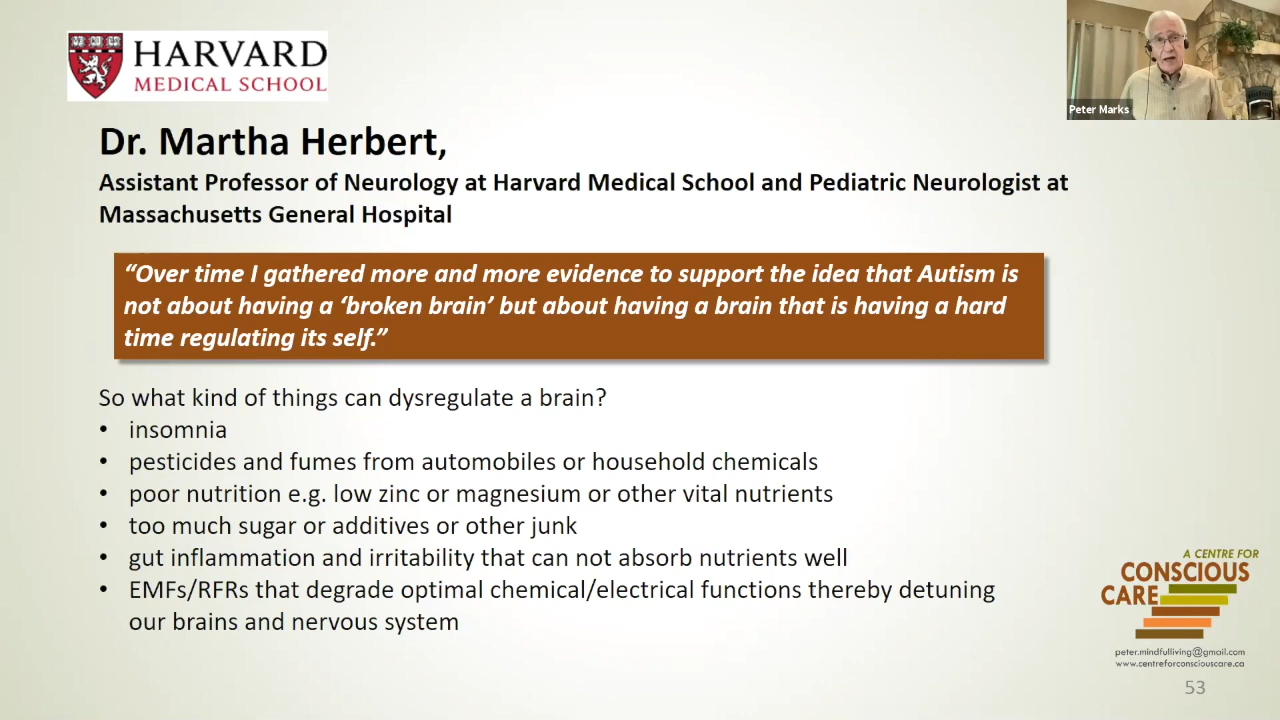 HARVARD
MEDICAL SCHOOL
Peter Marks
Dr. Martha Herbert,
Assistant Professor of Neurology at Harvard Medical School and Pediatric Neurologist at
Massachusetts General Hospital
“Over time I gathered more and more evidence to support the idea that Autism is
not about having a ‘broken brain’ but about having a brain that is having a hard
time regulating its self.”
So what kind of things can dysregulate a brain?
• insomnia
• pesticides and fumes from automobiles or household chemicals
• poor nutrition e.g. low zinc or magnesium or other vital nutrients
• too much sugar or additives or other junk
• gut inflammation and irritability that can not absorb nutrients well
• EMFs/RFRs that degrade optimal chemical/electrical functions thereby detuning
our brains and nervous system
A CENTRE FOR
CONSCIOUS
CARE
peter.mindfulliving@gmail.com
www.centreforconsciouscare.ca
53